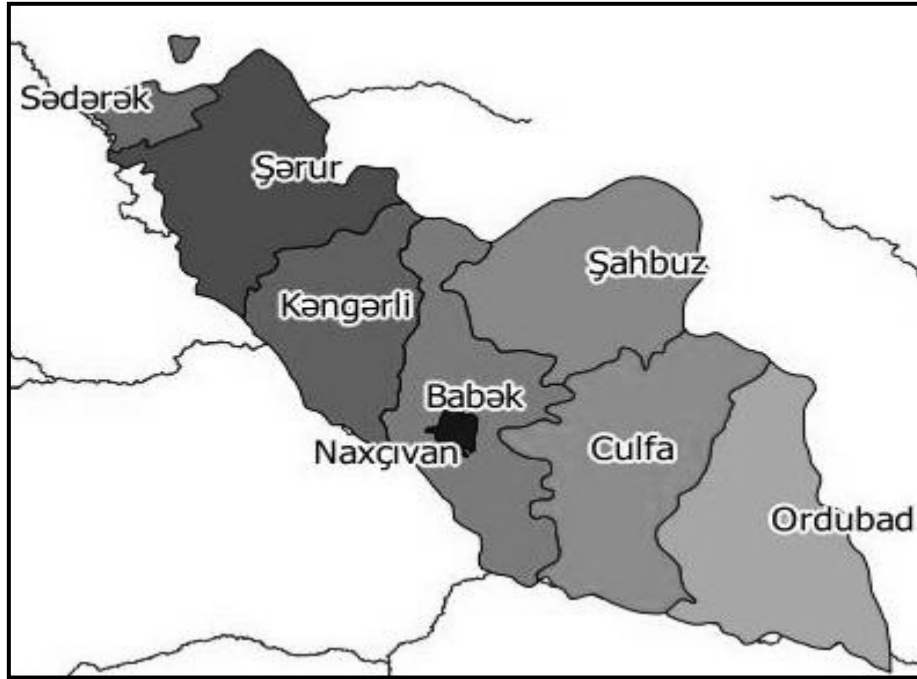 Sədərək
Şərur
Şahbuz
Kəngərli
Babək
Naxçıvan
Culfa
Ordubad